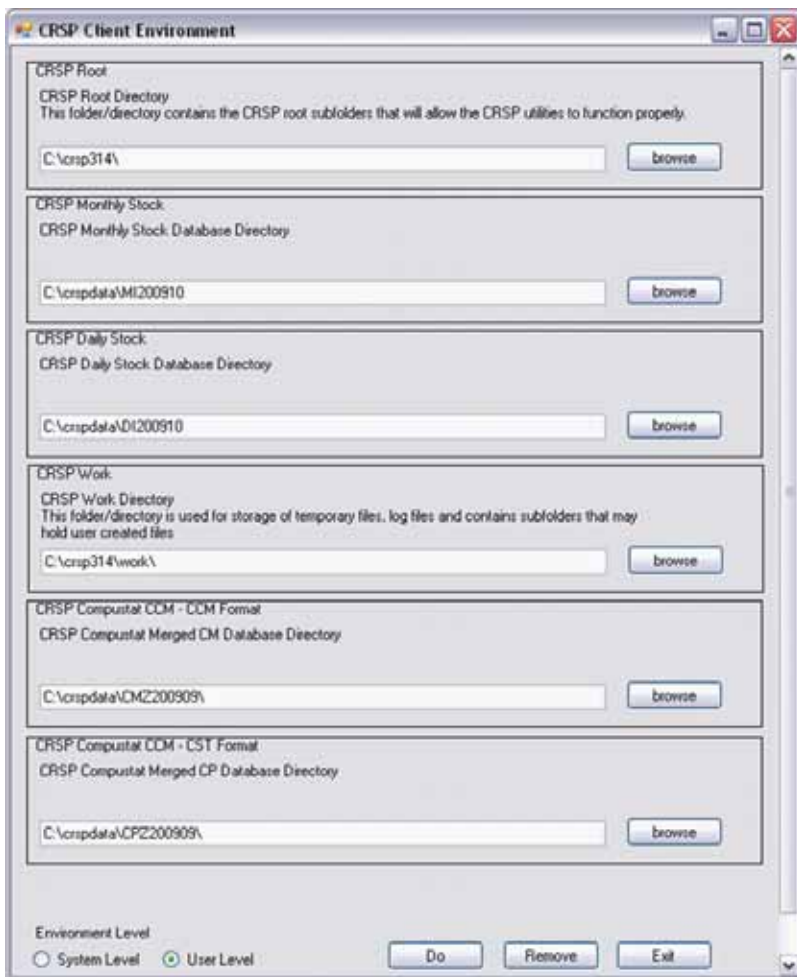 CRSP Client Environment
CRSP Root
CRSP Root Directory
This folder/directory contains the CRSP root subfolders that will allow the CRSP utilities to function properly.
C:\crsp314\
browse
CRSP Monthly Stock
CRSP Monthly Stock Database Directory
C:\crspdata\MI200910
browse
CRSP Daily Stock
CRSP Daily Stock Database Directory
C:\crspdata\DI200910
browse
CRSP Work
CRSP Work Directory
This folder/directory is used for storage of temporary files, log files and contains subfolders that may
hold user created files
C:\crsp314\work\
browse
CRSP Compustat CCM - CCM Format
CRSP Compustat Merged CM Database Directory
C:\crspdata\CMZ200909\
browse
CRSP Compustat CCM - CST Format
CRSP Compustat Merged CP Database Directory
C:\crspdata\CPZ200909\
browse
Environment Level
System Level User Level Do Remove Exit